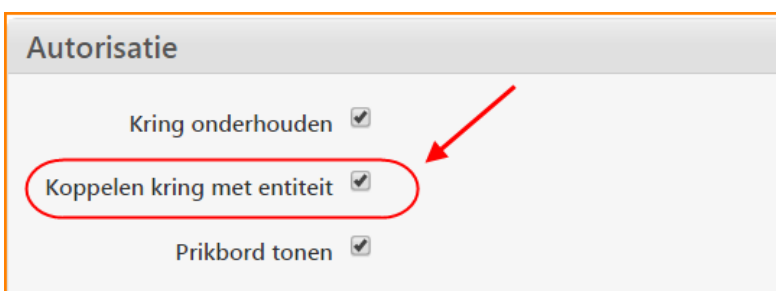 Autorisatie
Kring onderhouden
Koppelen kring met entiteit
Prikbord tonen